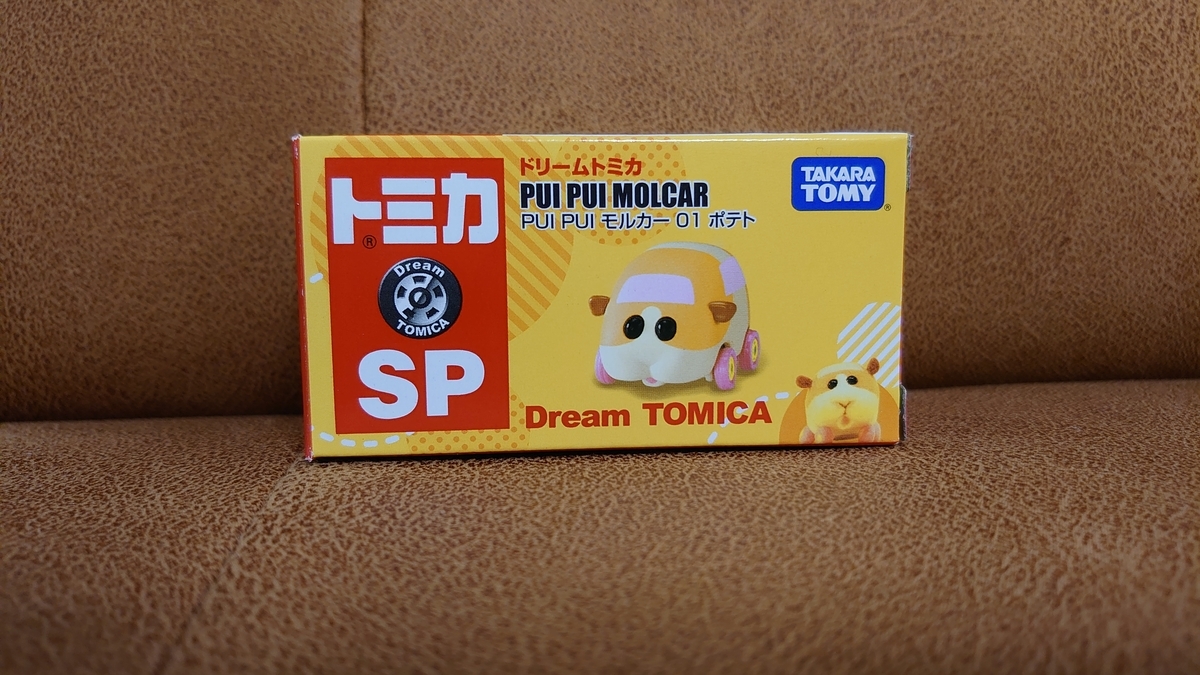 トミカ
®
Dream
TOMICA
SP
ドリームトミカ
PUI PUI MOLCAR
PUI PUI モルカー 01 ポテト
Dream TOMICA
TAKARA
TOMY
®